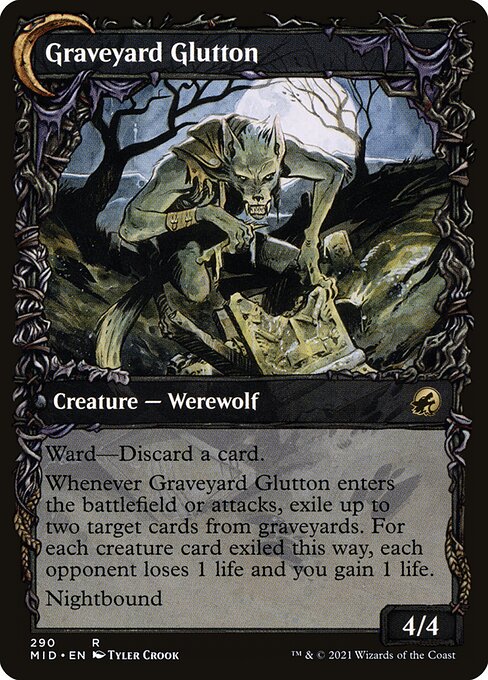 Graveyard Glutton
Creature — Werewolf
Ward—Discard a card.
Whenever Graveyard Glutton enters
the battlefield or attacks, exile up to
two target cards from graveyards. For
each creature card exiled this way, each
opponent loses 1 life and you gain 1 life.
Nightbound
4/4
290 R
MID • EN Tyler Crook
™ & © 2021 Wizards of the Coast